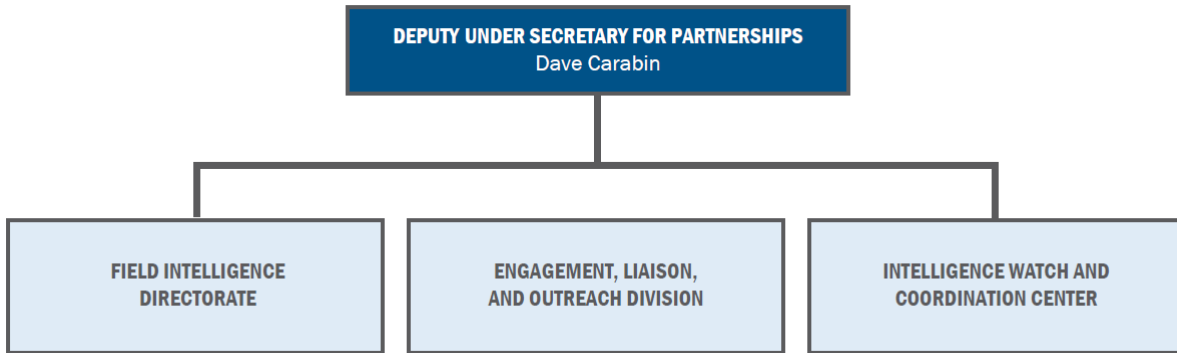 DEPUTY UNDER SECRETARY FOR PARTNERSHIPS
Dave Carabin
FIELD INTELLIGENCE
DIRECTORATE
ENGAGEMENT, LIAISON,
AND OUTREACH DIVISION
INTELLIGENCE WATCH AND
COORDINATION CENTER